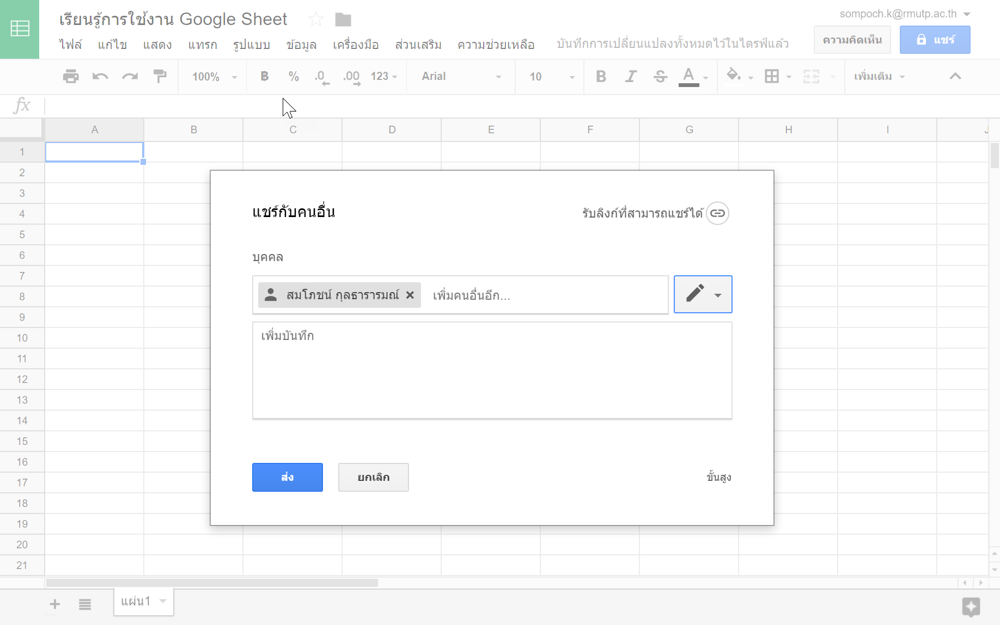 เรียนรู้การใช้งาน Google Sheet
sompoch.k@rmutp.ac.th
ไฟล์ แก้ไข แสดง แทรก รูปแบบ ข้อมูล เครื่องมือ ส่วนเสริม ความช่วยเหลือ บันทึกการเปลี่ยนแปลงทั้งหมดไว้ในไดรฟ์แล้ว
ความคิดเห็น แชร์
100% ฿ % .0 .00 123 Arial 10 B I S A เพิ่มเติม
fx
A B C D E F G H I J
1
2
3
4
5
6
7
8
9
10
11
12
13
14
15
16
17
18
19
20
21
แชร์กับคนอื่น
รับลิงก์ที่สามารถแชร์ได้
บุคคล
สมโภชน์ กุลธารารมณ์ เพิ่มคนอื่นอีก...
เพิ่มบันทึก
ส่ง ยกเลิก ขั้นสูง
แผ่น1